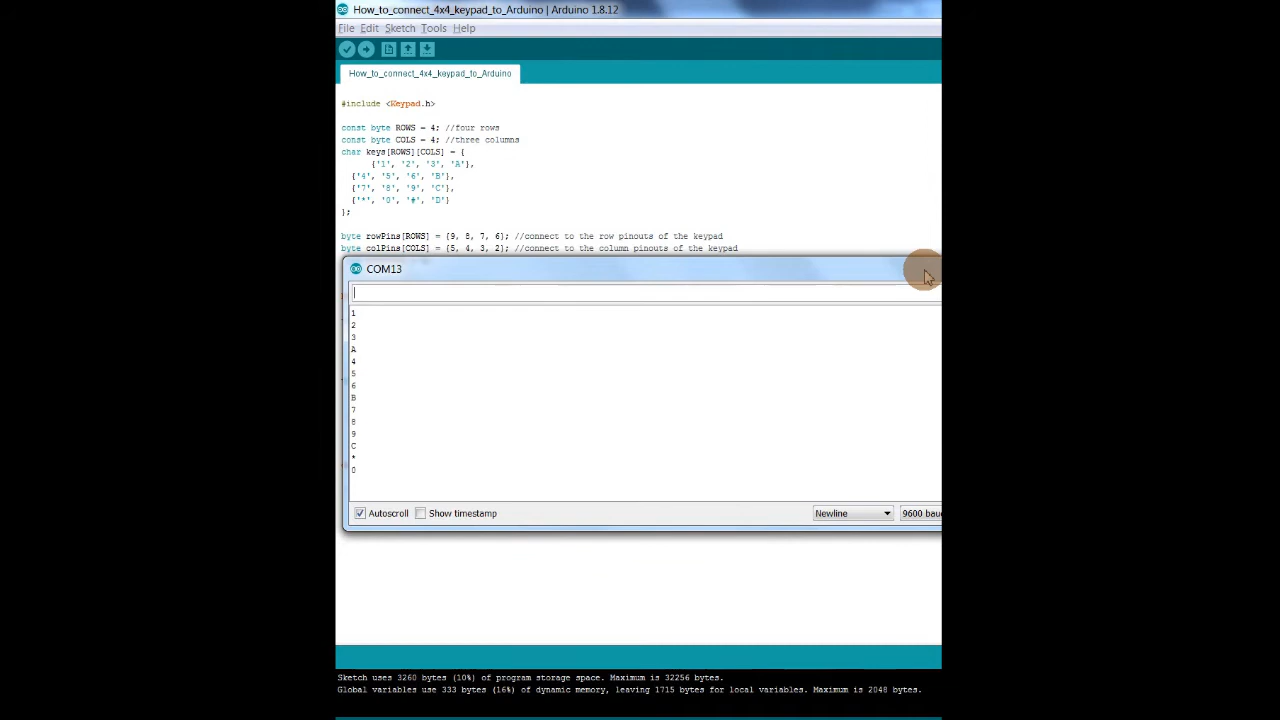 How_to_connect_4x4_keypad_to_Arduino | Arduino 1.8.12
File Edit Sketch Tools Help
How_to_connect_4x4_keypad_to_Arduino
#include <Keypad.h>
const byte ROWS = 4; //four rows
const byte COLS = 4; //three columns
char keys[ROWS][COLS] = {
{'1', '2', '3', 'A'},
{'4', '5', '6', 'B'},
{'7', '8', '9', 'C'},
{'*', '0', '#', 'D'}
};
byte rowPins[ROWS] = {9, 8, 7, 6}; //connect to the row pinouts of the keypad
byte colPins[COLS] = {5, 4, 3, 2}; //connect to the column pinouts of the keypad
COM13
1
2
3
A
4
5
6
B
7
8
9
C
*
0
Autoscroll Show timestamp Newline 9600 bauc
Sketch uses 3260 bytes (10%) of program storage space. Maximum is 32256 bytes.
Global variables use 333 bytes (16%) of dynamic memory, leaving 1715 bytes for local variables. Maximum is 2048 bytes.